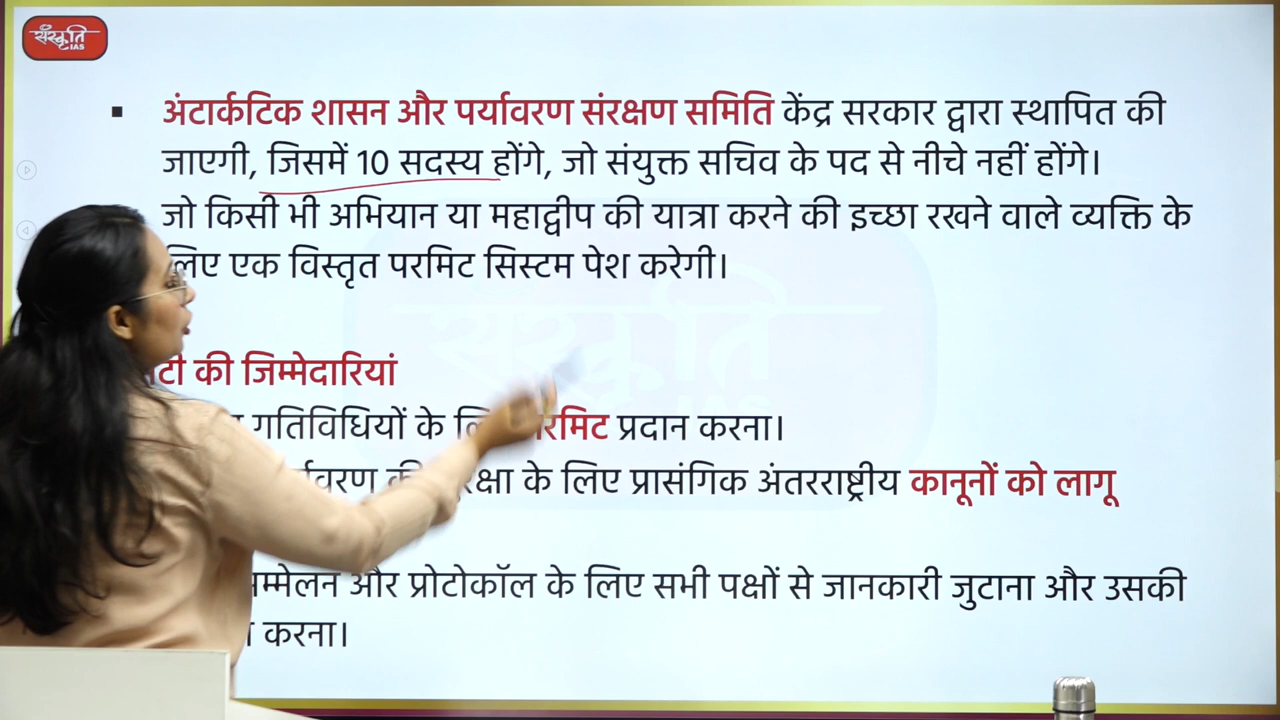 संस्कृति
IAS
अंटार्कटिक शासन और पर्यावरण संरक्षण समिति केंद्र सरकार द्वारा स्थापित की
जाएगी, जिसमें 10 सदस्य होंगे, जो संयुक्त सचिव के पद से नीचे नहीं होंगे।
जो किसी भी अभियान या महाद्वीप की यात्रा करने की इच्छा रखने वाले व्यक्ति के
लिए एक विस्तृत परमिट सिस्टम पेश करेगी।
की जिम्मेदारियां
गतिविधियों के लिए परमिट प्रदान करना।
की सुरक्षा के लिए प्रासंगिक अंतरराष्ट्रीय कानूनों को लागू
सम्मेलन और प्रोटोकॉल के लिए सभी पक्षों से जानकारी जुटाना और उसकी
करना।